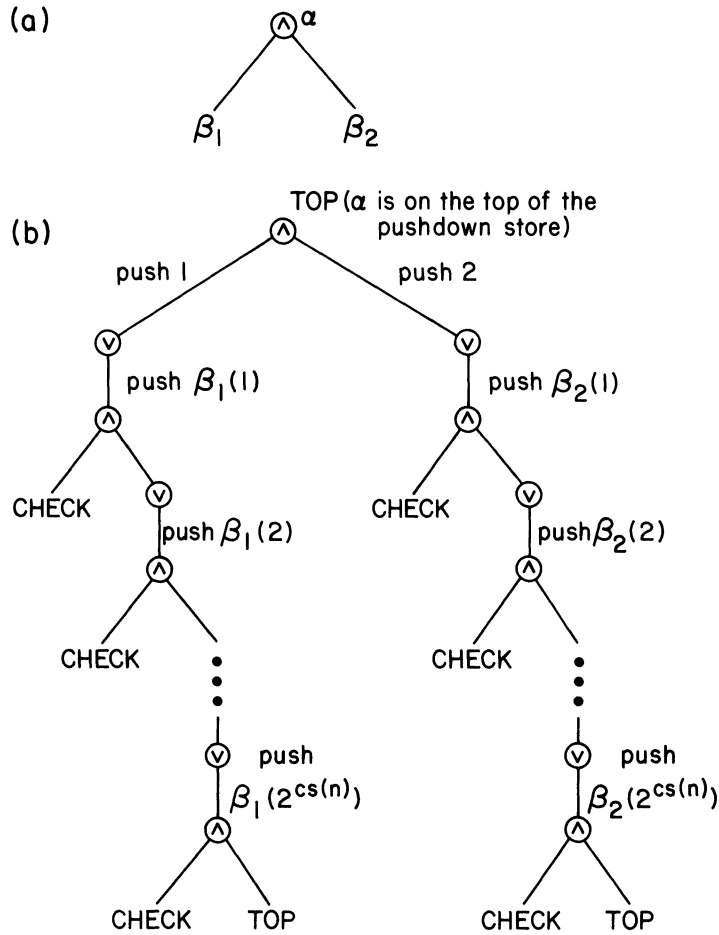 (a)
∧ α
β₁ β₂
(b)
TOP (α is on the top of the
pushdown store)
∧
push 1 push 2
∨ ∨
push β₁(1) push β₂(1)
∧ ∧
CHECK ∨ CHECK ∨
push β₁(2) push β₂(2)
∧ ∧
CHECK CHECK
∨ push ∨ push
β₁(2^cs(n)) β₂(2^cs(n))
∧ ∧
CHECK TOP CHECK TOP